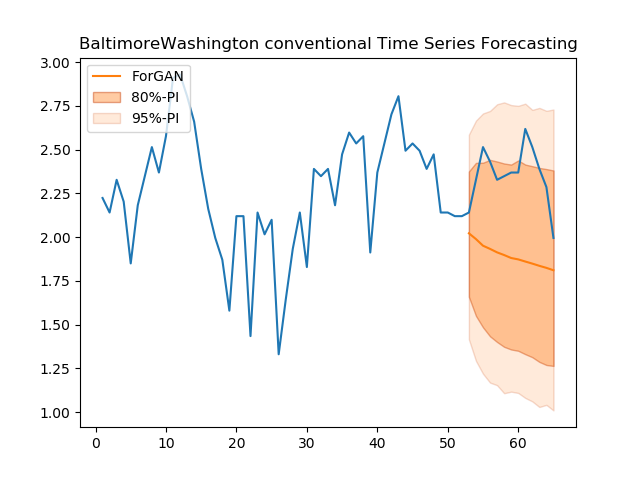 BaltimoreWashington conventional Time Series Forecasting
3.00
2.75
2.50
2.25
2.00
1.75
1.50
1.25
1.00
ForGAN
80%-PI
95%-PI
0 10 20 30 40 50 60